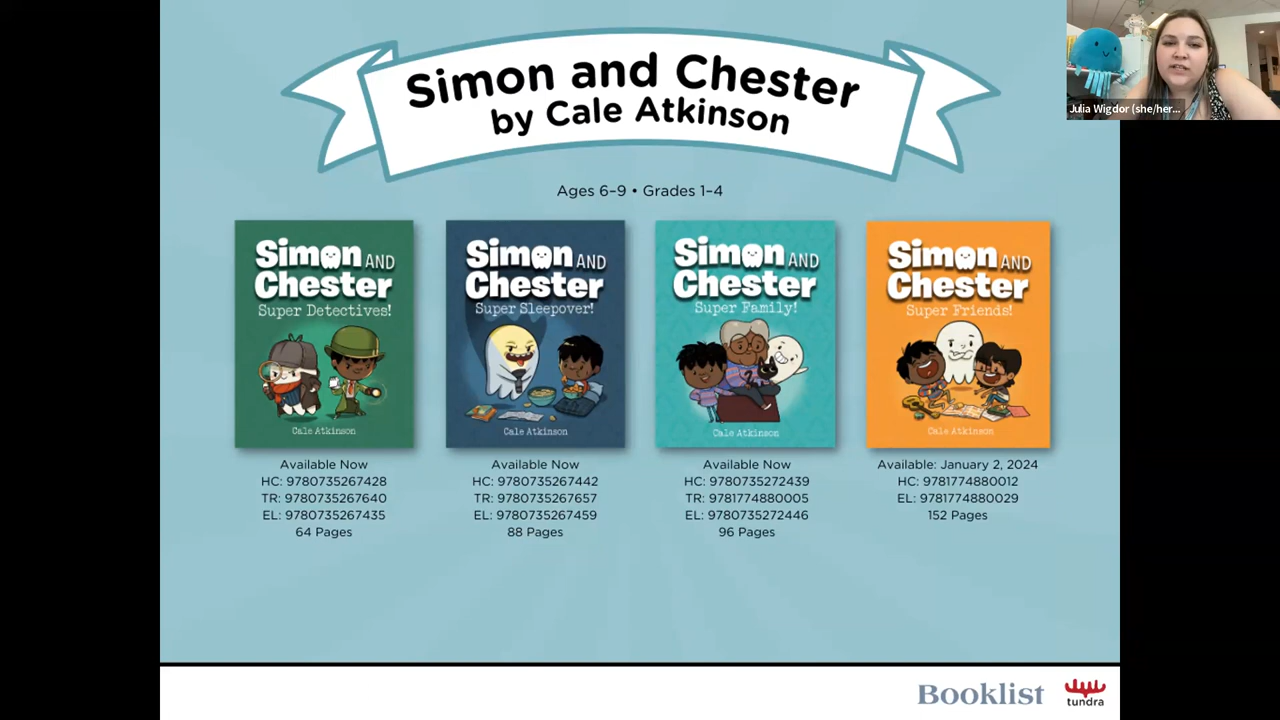 Simon and Chester
by Cale Atkinson
Julia Wigdor (she/her...
Ages 6–9 • Grades 1–4
Simon AND
Chester
Super Detectives!
Cale Atkinson
Simon AND
Chester
Super Sleepover!
Cale Atkinson
Simon AND
Chester
Super Family!
Cale Atkinson
Simon AND
Chester
Super Friends!
Cale Atkinson
Available Now
HC: 9780735267428
TR: 9780735267640
EL: 9780735267435
64 Pages
Available Now
HC: 9780735267442
TR: 9780735267657
EL: 9780735267459
88 Pages
Available Now
HC: 9780735272439
TR: 9781774880005
EL: 9780735272446
96 Pages
Available: January 2, 2024
HC: 9781774880012
EL: 9781774880029
152 Pages
Booklist
tundra